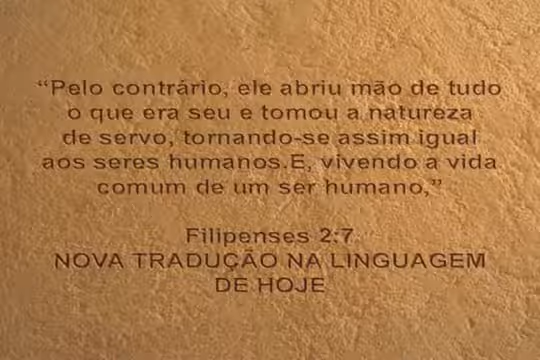 “Pelo contrário, ele abriu mão de tudo
o que era seu e tomou a natureza
de servo, tornando-se assim igual
aos seres humanos.E, vivendo a vida
comum de um ser humano,”
Filipenses 2:7
NOVA TRADUÇÃO NA LINGUAGEM
DE HOJE